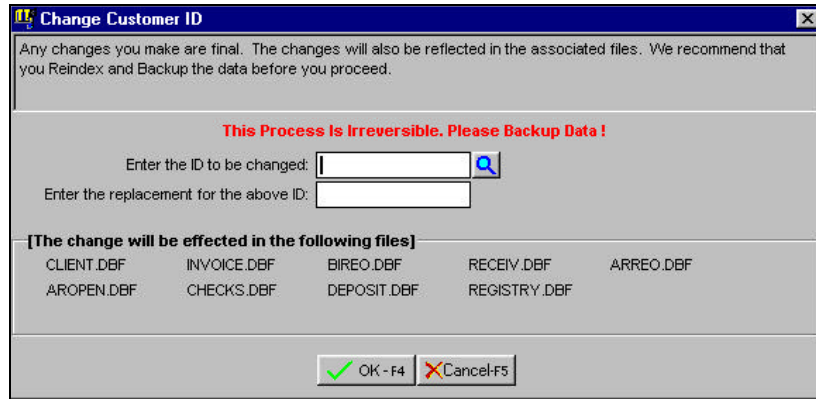 Change Customer ID
Any changes you make are final. The changes will also be reflected in the associated files. We recommend that
you Reindex and Backup the data before you proceed.
This Process Is Irreversible. Please Backup Data !
Enter the ID to be changed:
Enter the replacement for the above ID:
[The change will be effected in the following files]
CLIENT.DBF INVOICE.DBF BIREO.DBF RECEIV.DBF ARREO.DBF
AROPEN.DBF CHECKS.DBF DEPOSIT.DBF REGISTRY.DBF
OK - F4 Cancel-F5